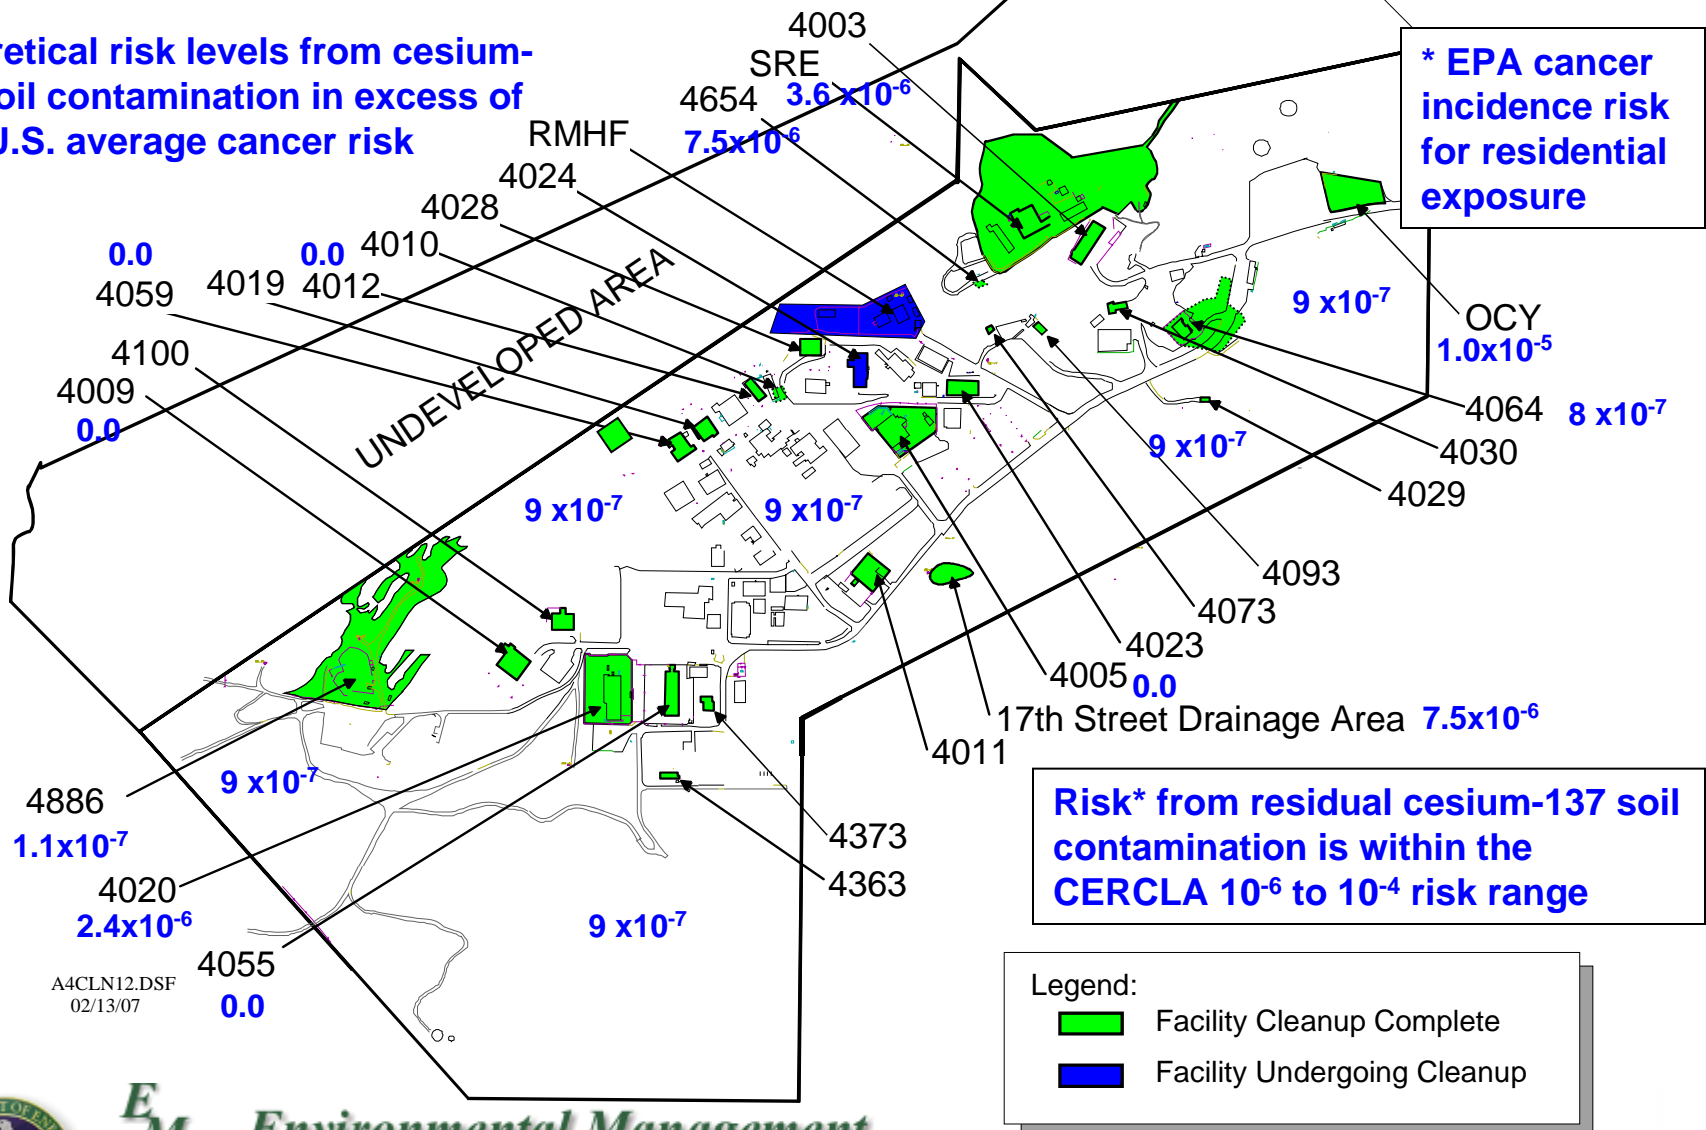 retical risk levels from cesium-
oil contamination in excess of
U.S. average cancer risk
4003
SRE
3.6 x10-6
4654
7.5x10-6
RMHF
4024
4028
4010
0.0
0.0
4059
4019
4012
4100
4009
0.0
UNDEVELOPED AREA
* EPA cancer
incidence risk
for residential
exposure
9 x10-7
OCY
1.0x10-5
4064
8 x10-7
9 x10-7
4030
4029
9 x10-7
9 x10-7
4093
4073
4023
4005
0.0
17th Street Drainage Area
7.5x10-6
4011
9 x10-7
4886
1.1x10-7
4020
2.4x10-6
4055
0.0
4373
4363
9 x10-7
Risk* from residual cesium-137 soil
contamination is within the
CERCLA 10-6 to 10-4 risk range
A4CLN12.DSF
02/13/07
Legend:
Facility Cleanup Complete
Facility Undergoing Cleanup
E
M
Environmental Management